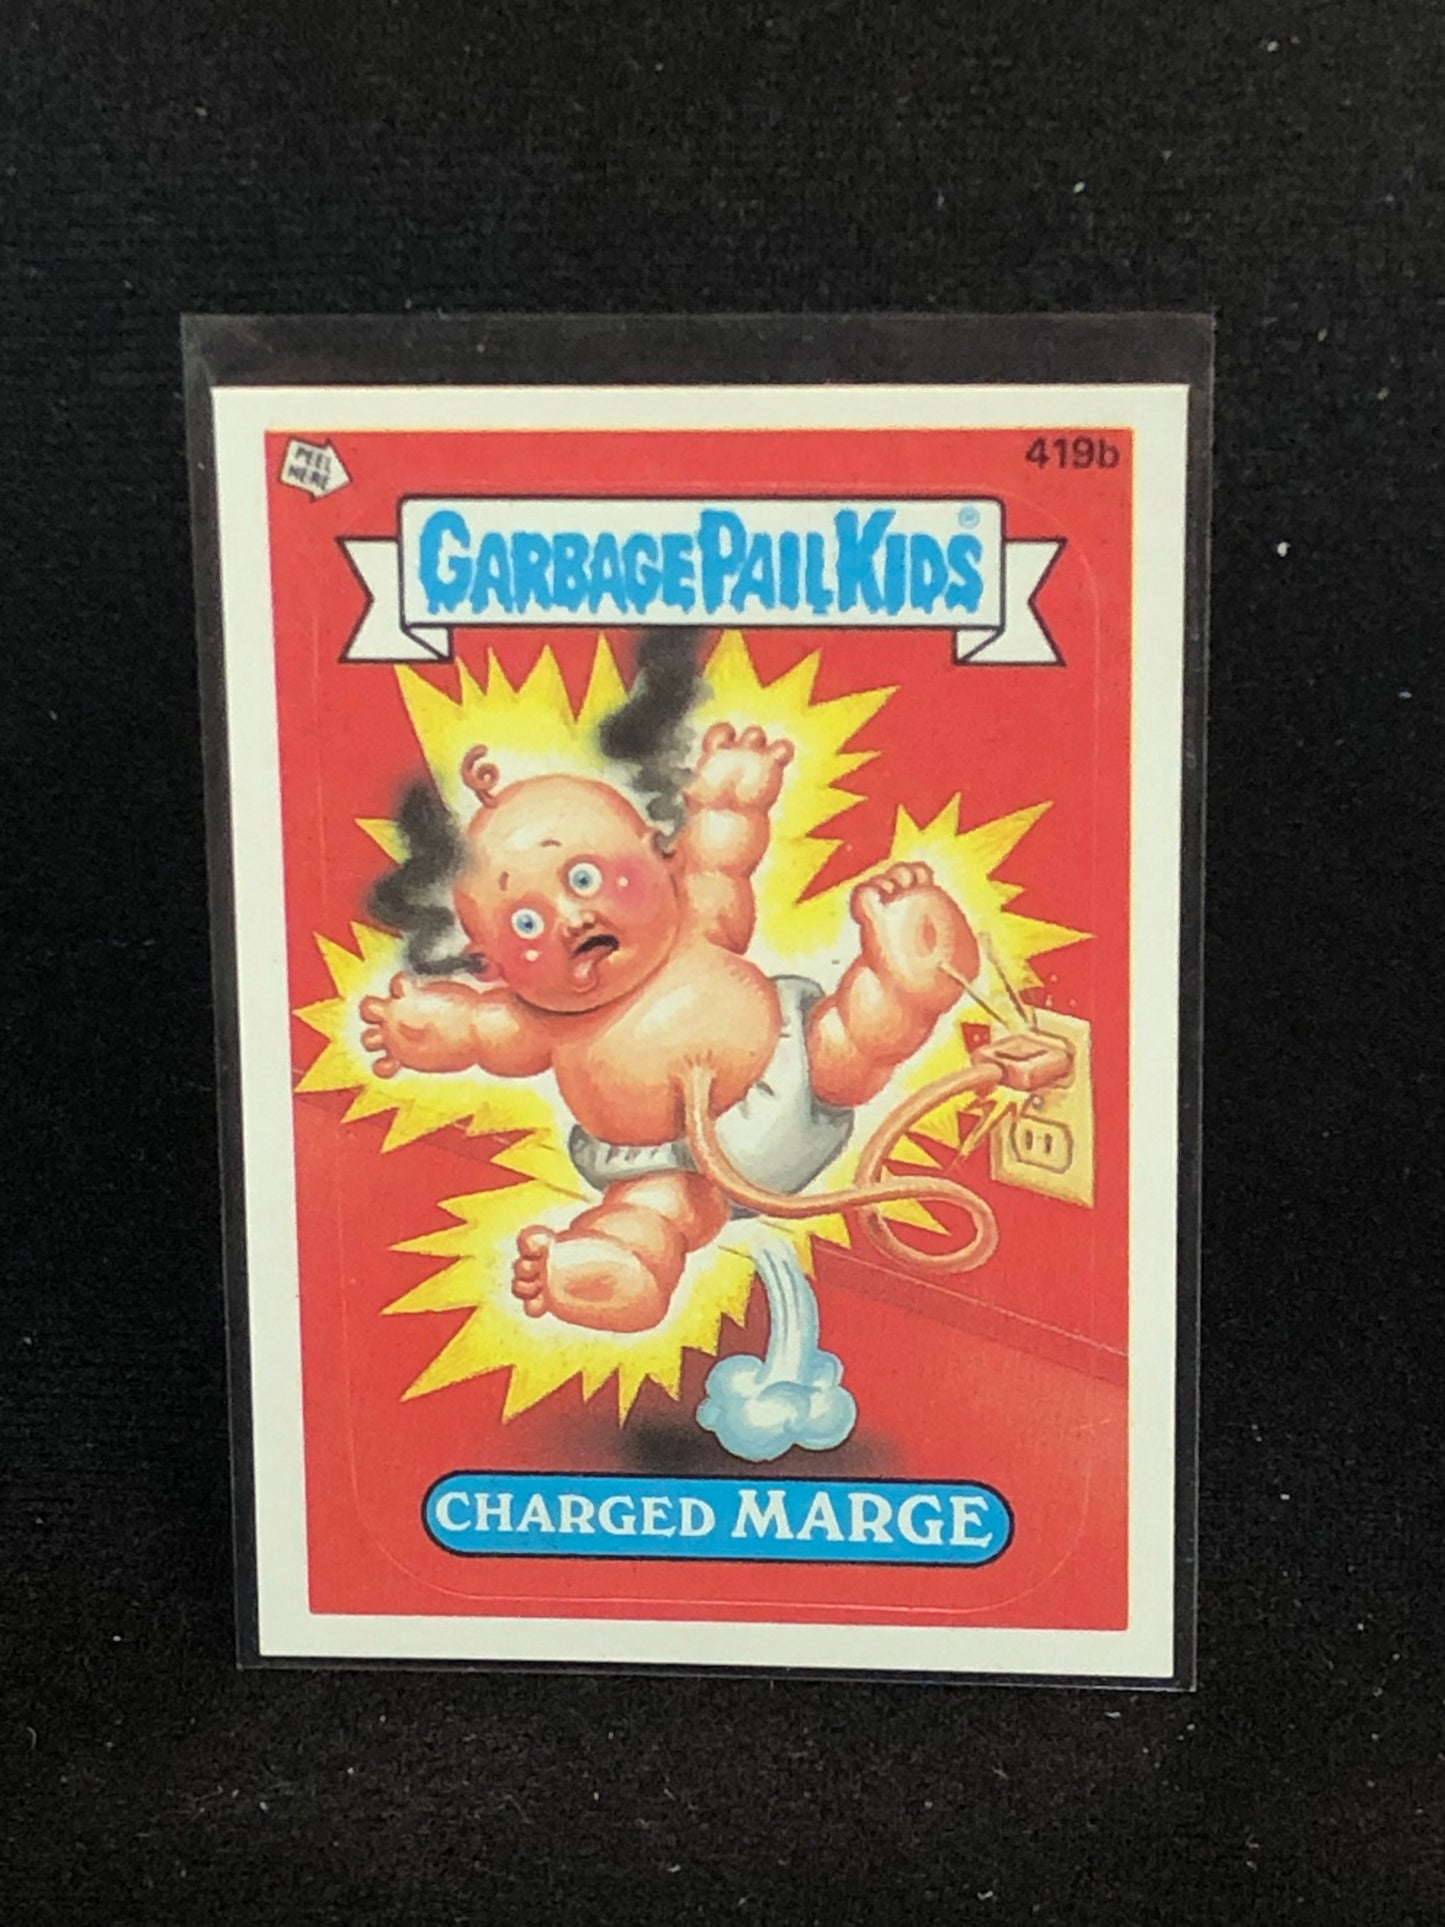 PEEL
HERE
419b
GARBAGE PAIL KIDS®
CHARGED MARGE